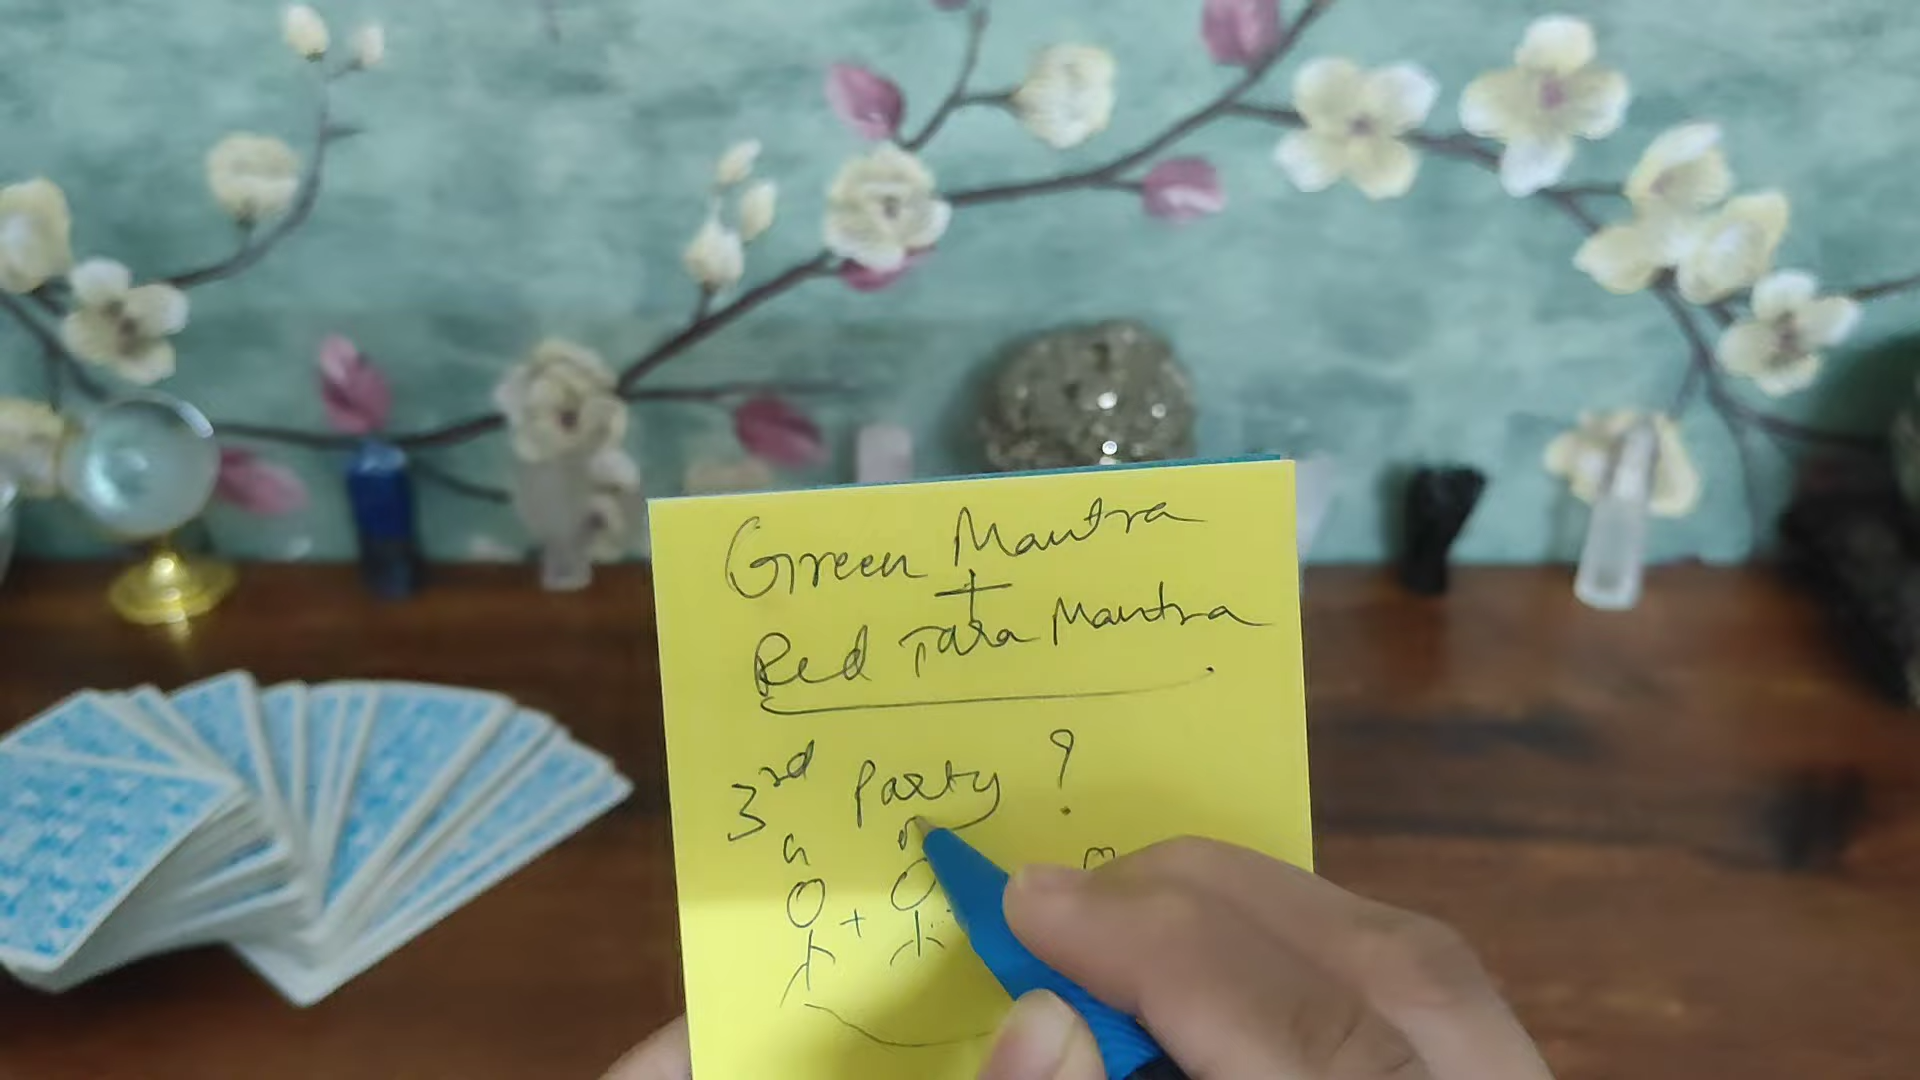 Green Mantra
+
Red Tara Mantra
3rd Party ?
+